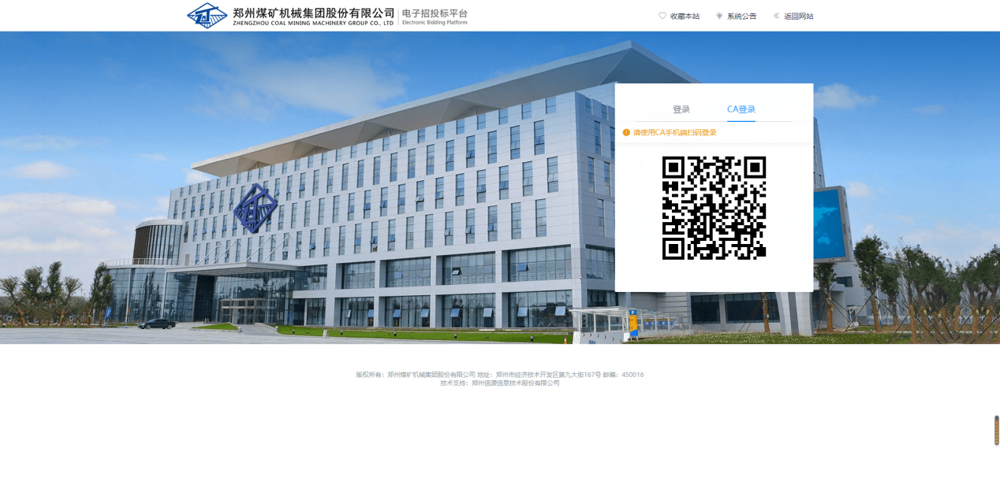 郑州煤矿机械集团股份有限公司
ZHENGZHOU COAL MINING MACHINERY GROUP CO., LTD
电子招投标平台
Electronic Bidding Platform
收藏本站 系统公告 返回网站
登录 CA登录
请使用CA手机端扫码登录
P
版权所有：郑州煤矿机械集团股份有限公司 地址：郑州市经济技术开发区第九大街167号 邮编：450016
技术支持：郑州信源信息技术股份有限公司